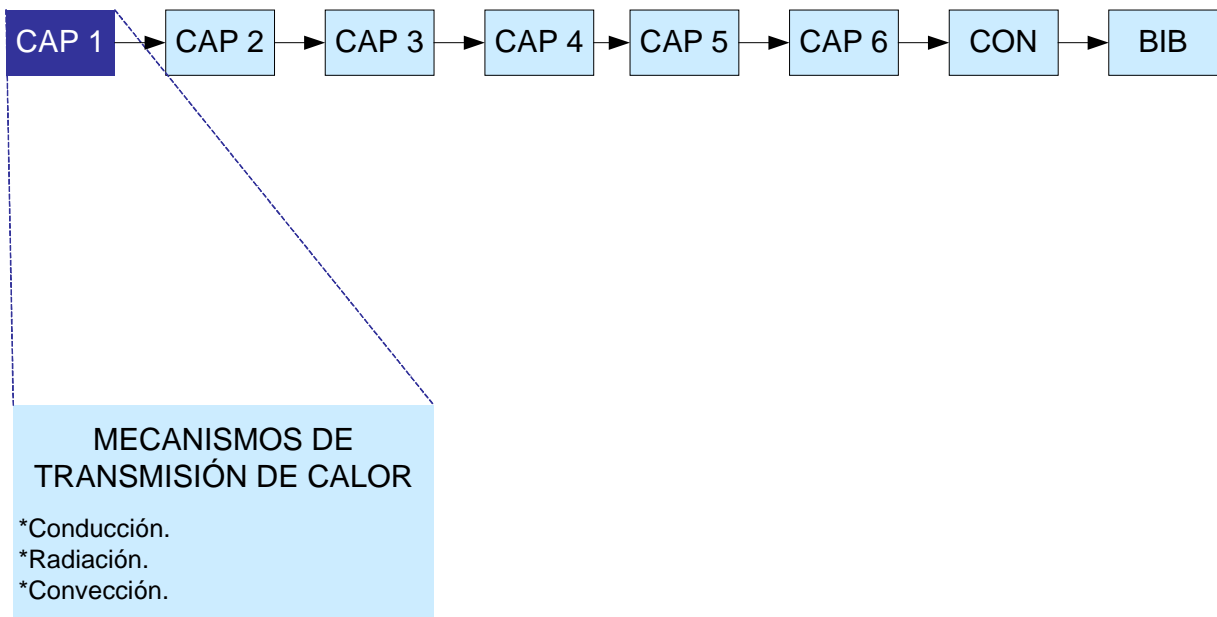 CAP 1 CAP 2 CAP 3 CAP 4 CAP 5 CAP 6 CON BIB
MECANISMOS DE
TRANSMISIÓN DE CALOR
*Conducción.
*Radiación.
*Convección.